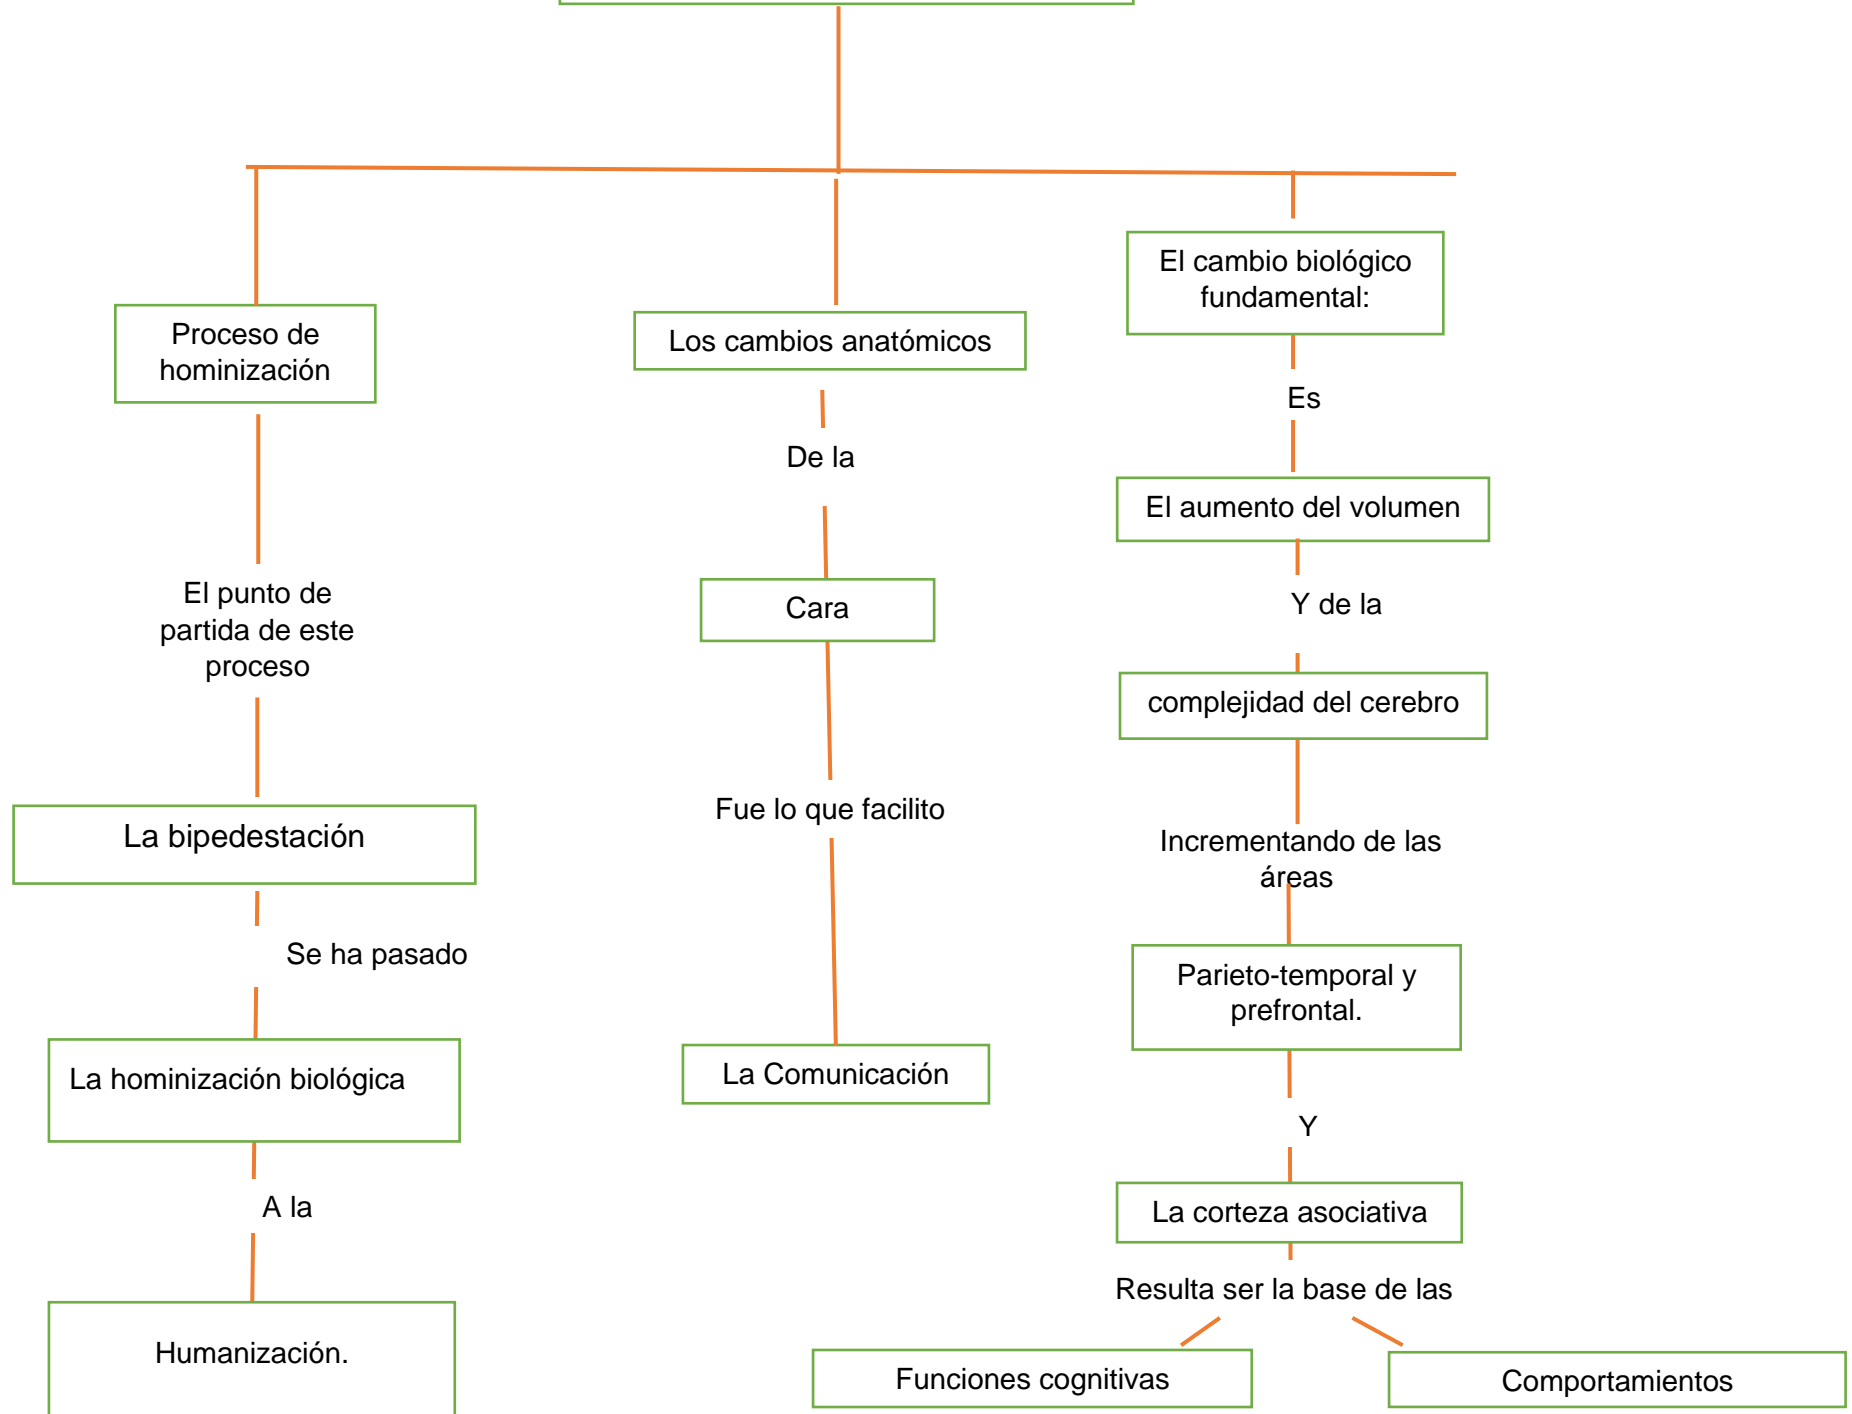 Proceso de
hominización
El punto de
partida de este
proceso
La bipedestación
Se ha pasado
La hominización biológica
A la
Humanización.
Los cambios anatómicos
De la
Cara
Fue lo que facilito
La Comunicación
El cambio biológico
fundamental:
Es
El aumento del volumen
Y de la
complejidad del cerebro
Incrementando de las
áreas
Parieto-temporal y
prefrontal.
Y
La corteza asociativa
Resulta ser la base de las
Funciones cognitivas
Comportamientos